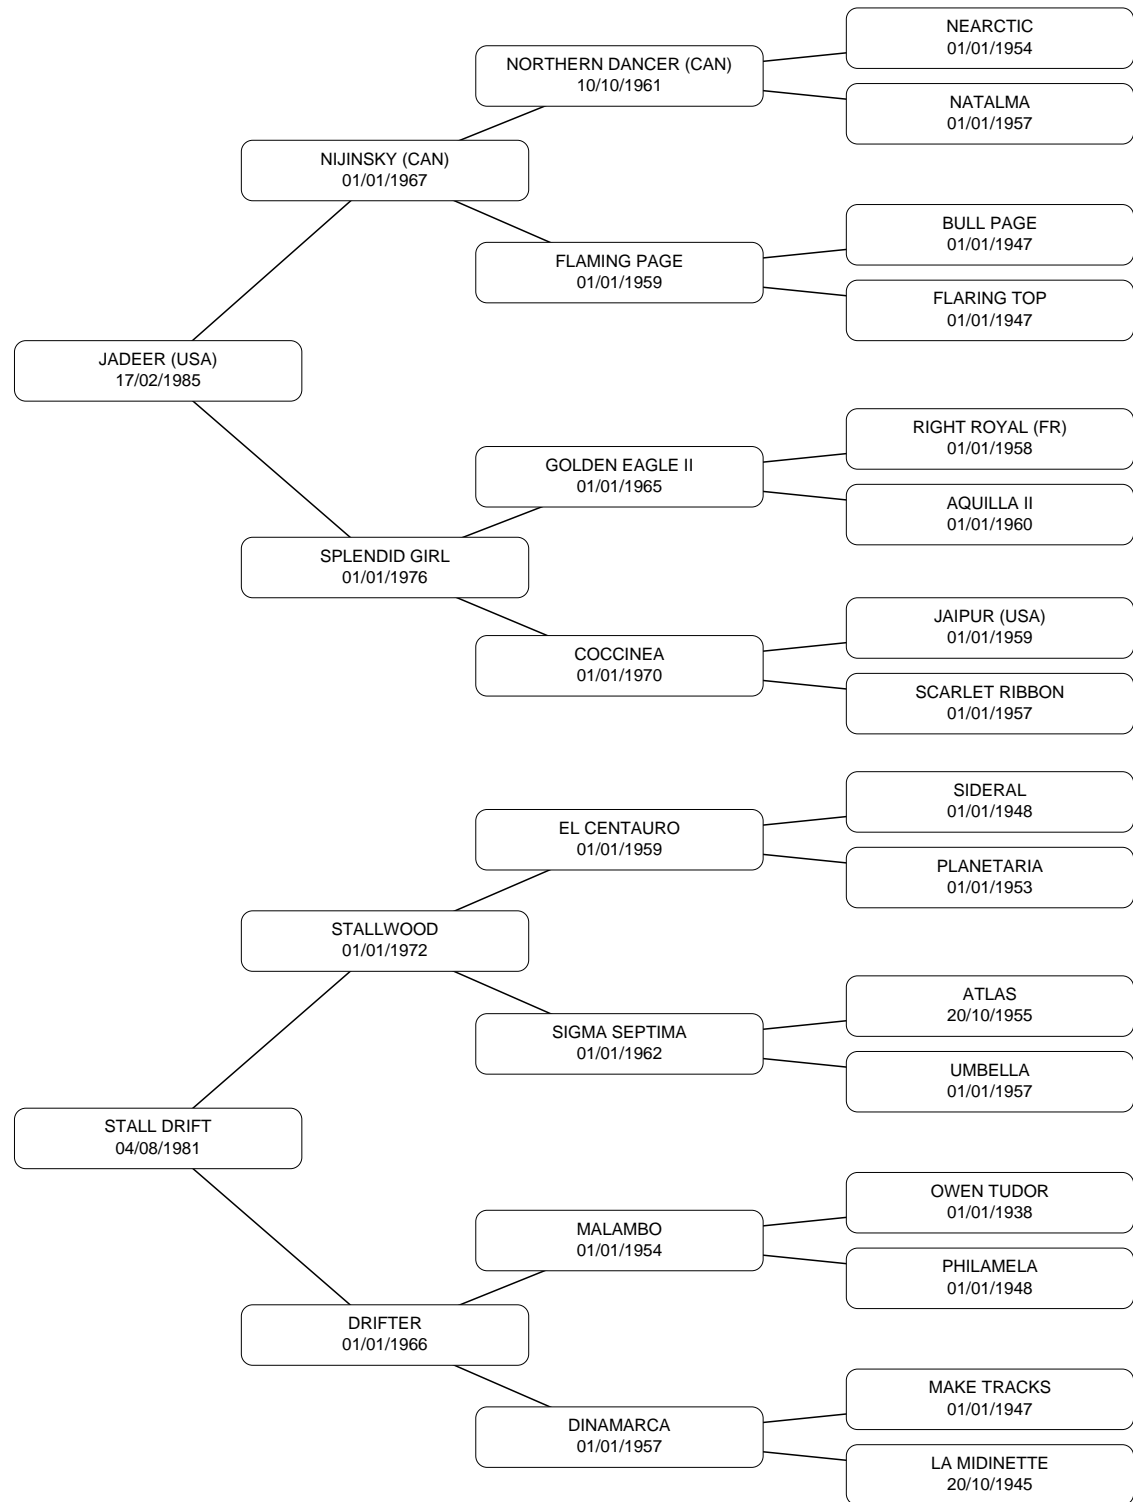 NEARCTIC
01/01/1954
NORTHERN DANCER (CAN)
10/10/1961
NATALMA
01/01/1957
NIJINSKY (CAN)
01/01/1967
BULL PAGE
01/01/1947
FLAMING PAGE
01/01/1959
FLARING TOP
01/01/1947
JADEER (USA)
17/02/1985
RIGHT ROYAL (FR)
01/01/1958
GOLDEN EAGLE II
01/01/1965
AQUILLA II
01/01/1960
SPLENDID GIRL
01/01/1976
JAIPUR (USA)
01/01/1959
COCCINEA
01/01/1970
SCARLET RIBBON
01/01/1957
SIDERAL
01/01/1948
EL CENTAURO
01/01/1959
PLANETARIA
01/01/1953
STALLWOOD
01/01/1972
ATLAS
20/10/1955
SIGMA SEPTIMA
01/01/1962
UMBELLA
01/01/1957
STALL DRIFT
04/08/1981
OWEN TUDOR
01/01/1938
MALAMBO
01/01/1954
PHILAMELA
01/01/1948
DRIFTER
01/01/1966
MAKE TRACKS
01/01/1947
DINAMARCA
01/01/1957
LA MIDINETTE
20/10/1945